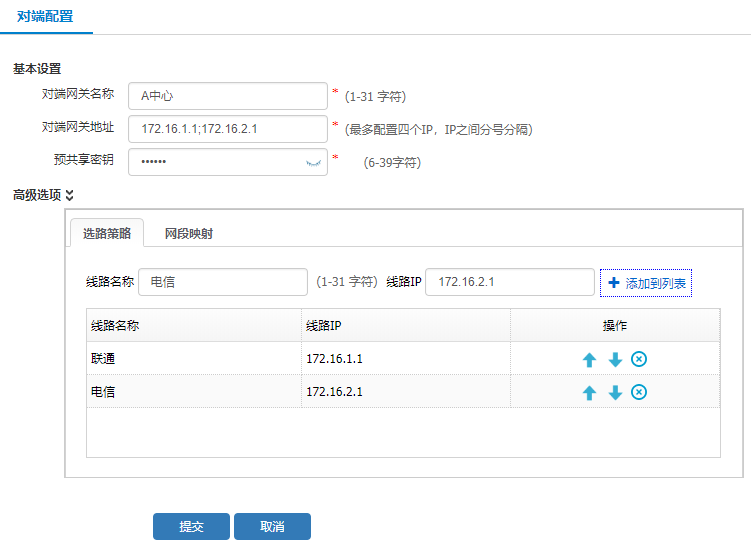 对端配置
基本设置
对端网关名称 A中心 * (1-31 字符)
对端网关地址 172.16.1.1;172.16.2.1 * (最多配置四个IP，IP之间分号分隔)
预共享密钥 •••••• * (6-39字符)
高级选项
选路策略 网段映射
线路名称 电信 (1-31 字符) 线路IP 172.16.2.1 添加到列表
线路名称 线路IP 操作
联通 172.16.1.1
电信 172.16.2.1
提交 取消